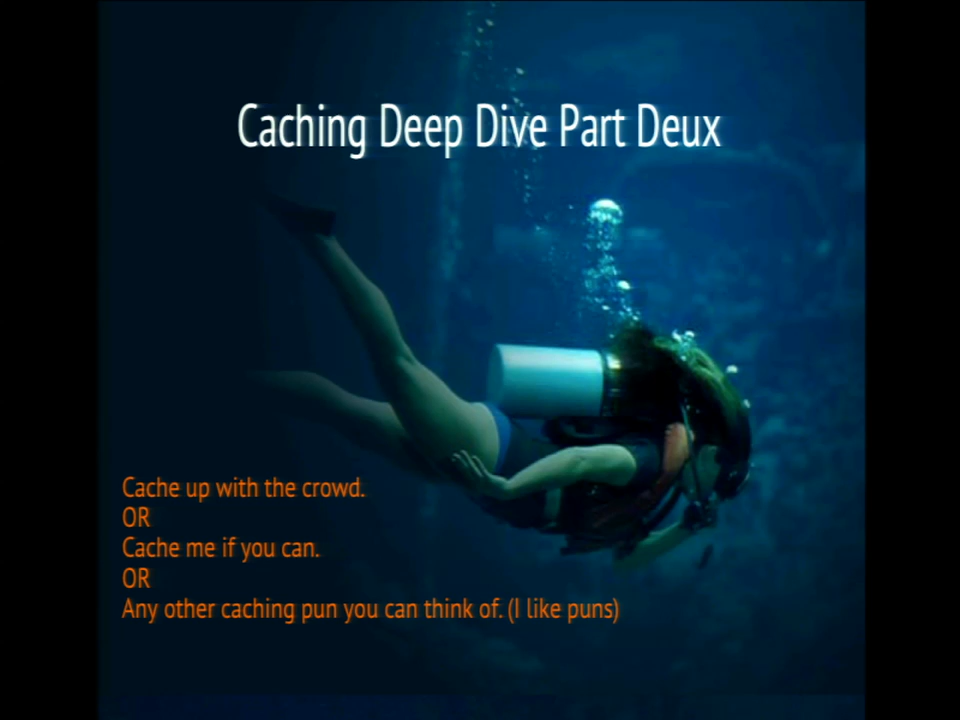 Caching Deep Dive Part Deux
Cache up with the crowd.
OR
Cache me if you can.
OR
Any other caching pun you can think of. (I like puns)